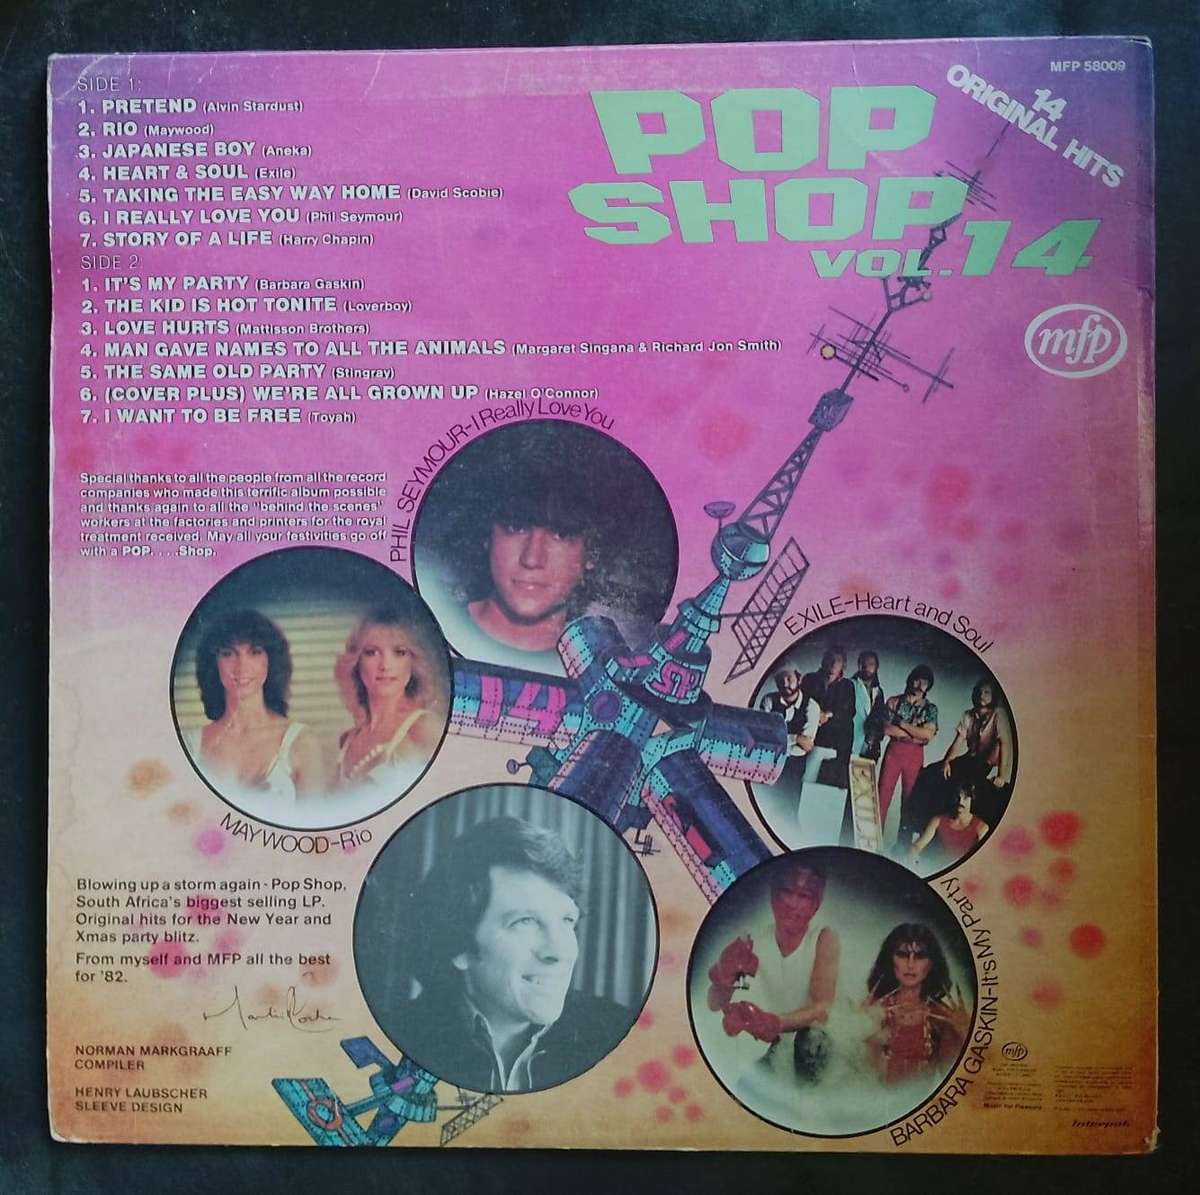 SIDE 1:
1. PRETEND (Alvin Stardust)
2. RIO (Maywood)
3. JAPANESE BOY (Aneka)
4. HEART & SOUL (Exile)
5. TAKING THE EASY WAY HOME (David Scobie)
6. I REALLY LOVE YOU (Phil Seymour)
7. STORY OF A LIFE (Harry Chapin)
SIDE 2:
1. IT'S MY PARTY (Barbara Gaskin)
2. THE KID IS HOT TONITE (Loverboy)
3. LOVE HURTS (Mattisson Brothers)
4. MAN GAVE NAMES TO ALL THE ANIMALS (Margaret Singana & Richard Jon Smith)
5. THE SAME OLD PARTY (Stingray)
6. (COVER PLUS) WE'RE ALL GROWN UP (Hazel O'Connor)
7. I WANT TO BE FREE (Toyah)
MFP 58009
14
ORIGINAL HITS
POP
SHOP
VOL. 14
mfp
Special thanks to all the people from all the record
companies who made this terrific album possible
and thanks again to all the "behind the scenes"
workers at the factories and printers for the royal
treatment received. May all your festivities go off
with a POP. . . .Shop.
PHIL SEYMOUR-I Really Love You
EXILE-Heart and Soul
14
SP
EXILE
MAYWOOD-Rio
BARBARA GASKIN-It's My Party
Blowing up a storm again - Pop Shop,
South Africa's biggest selling LP.
Original hits for the New Year and
Xmas party blitz.
From myself and MFP all the best
for '82.
NORMAN MARKGRAAFF
COMPILER
HENRY LAUBSCHER
SLEEVE DESIGN
mfp
Music for Pleasure
Interpak